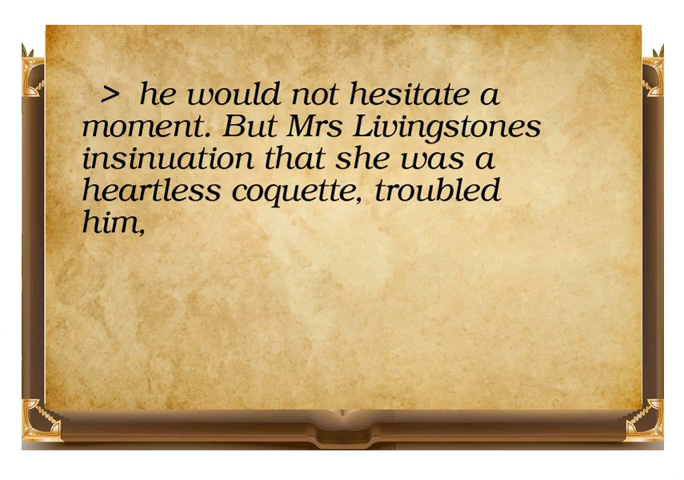 > he would not hesitate a
moment. But Mrs Livingstones
insinuation that she was a
heartless coquette, troubled
him,